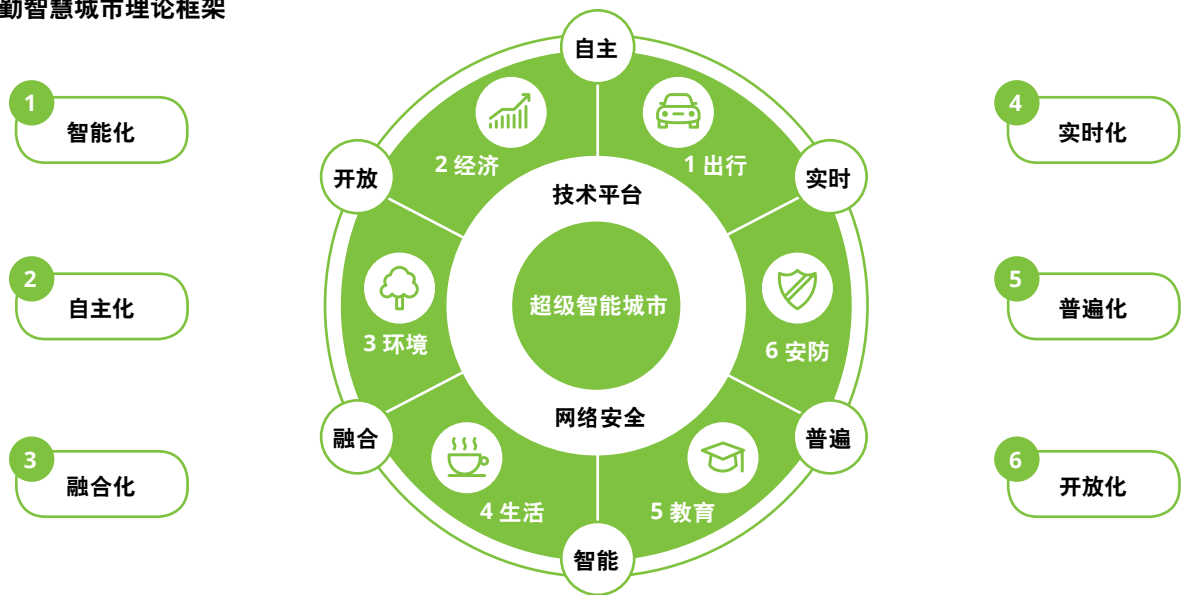 勤智慧城市理论框架
1
智能化
2
自主化
3
融合化
自主
开放
实时
2 经济
1 出行
技术平台
3 环境
超级智能城市
6 安防
网络安全
融合
普遍
4 生活
5 教育
智能
4
实时化
5
普遍化
6
开放化